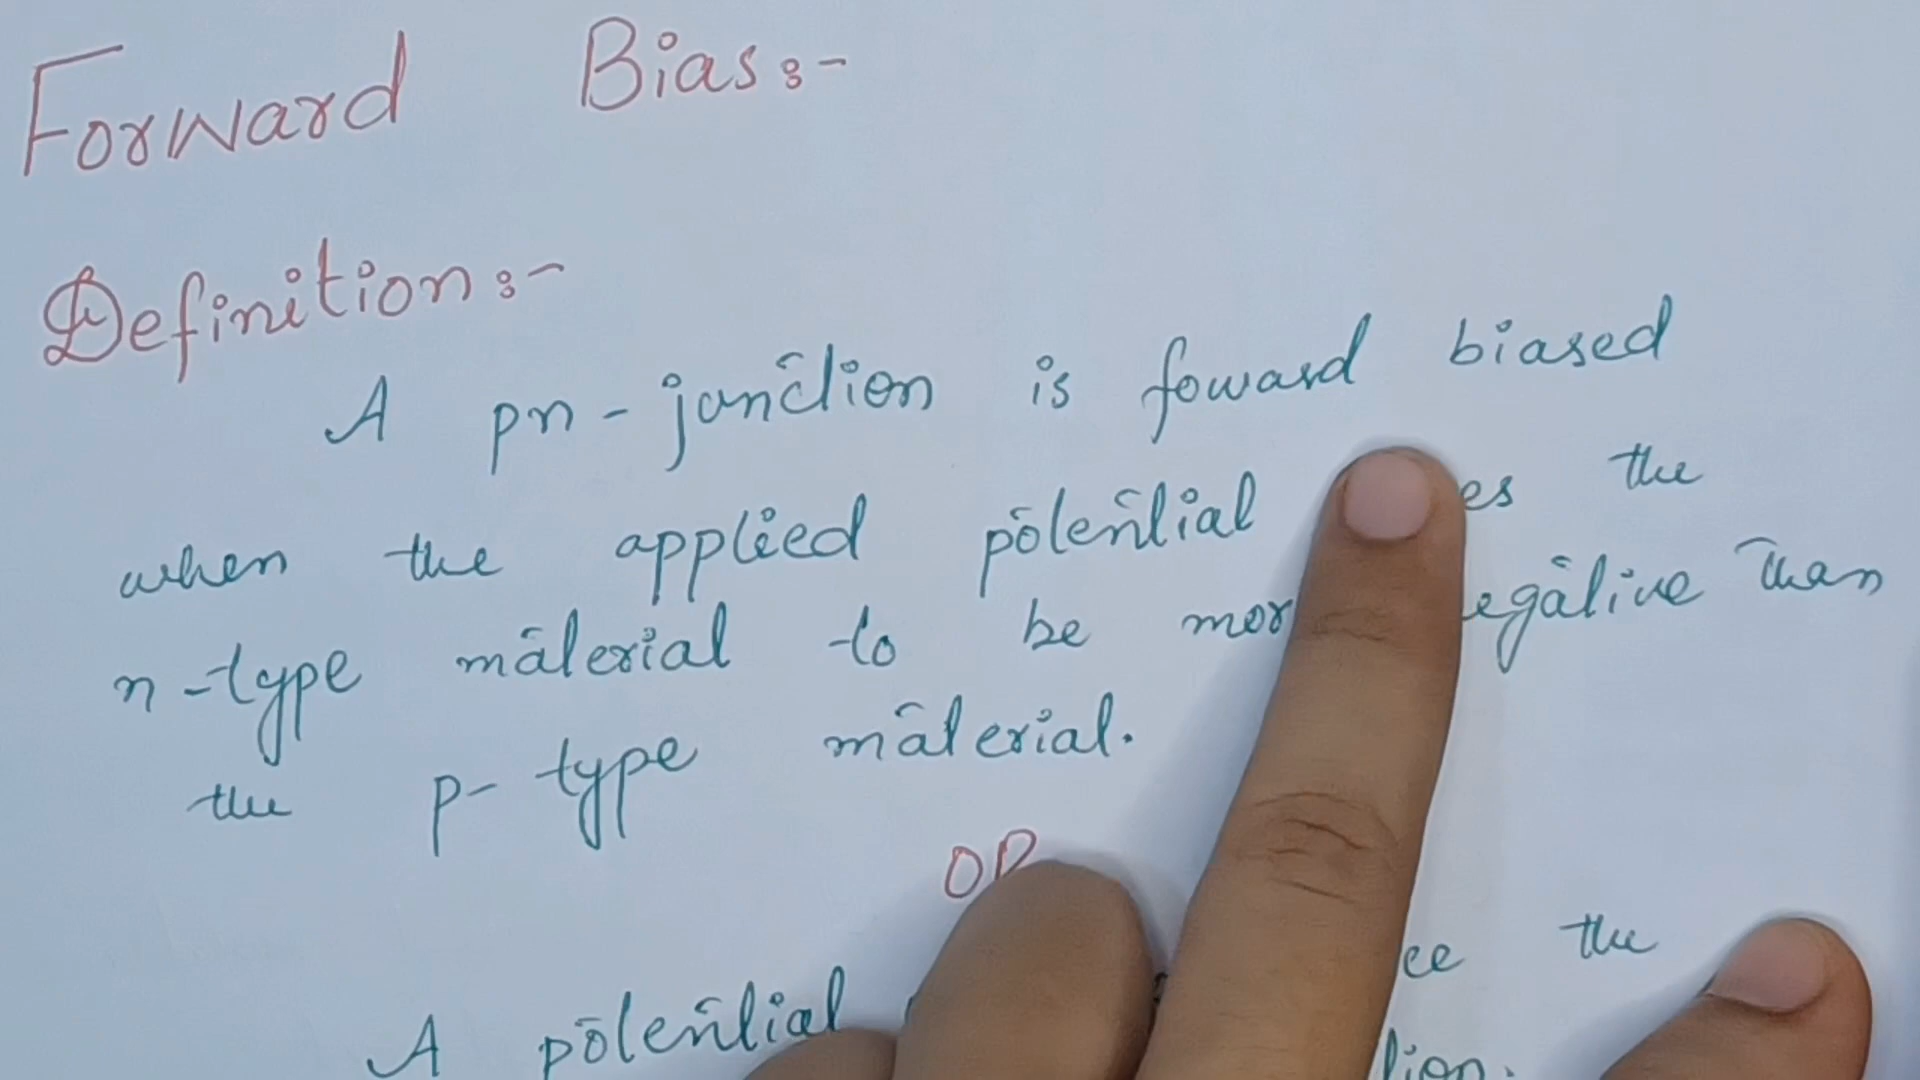 Forward Bias:-
Definition:-
A pn-junction is foward biased
when the applied potential the
n-type material to be than
the p-type material.
A potential the